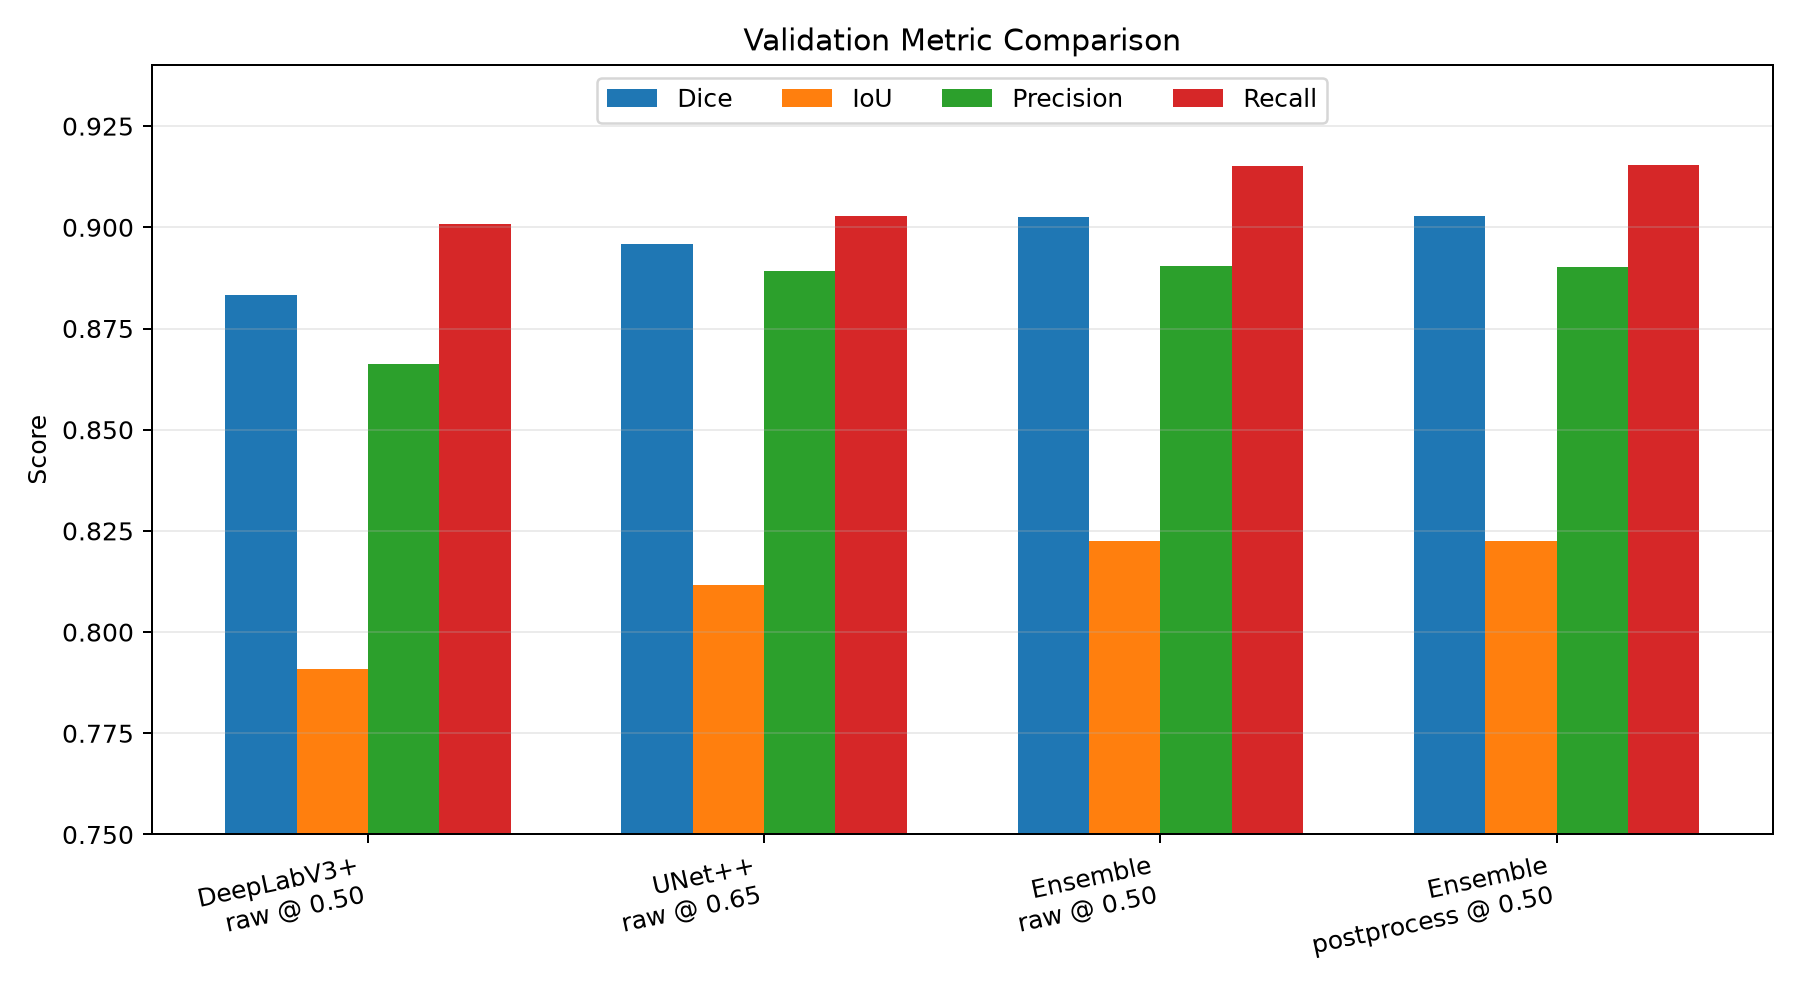 Validation Metric Comparison
Dice IoU Precision Recall
Score
0.925
0.900
0.875
0.850
0.825
0.800
0.775
0.750
DeepLabV3+
raw @ 0.50
UNet++
raw @ 0.65
Ensemble
raw @ 0.50
Ensemble
postprocess @ 0.50